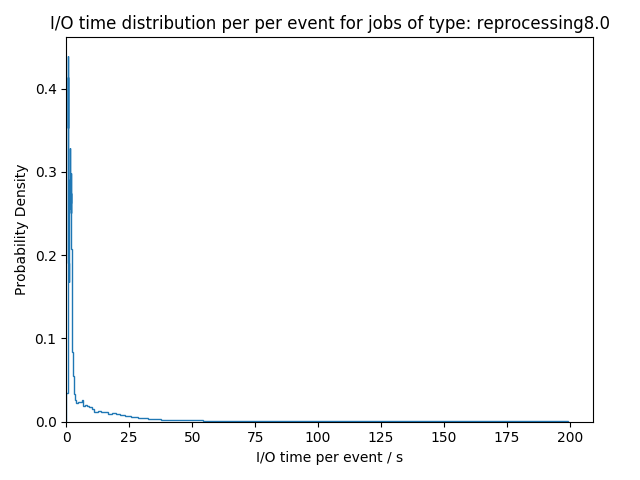 I/O time distribution per per event for jobs of type: reprocessing8.0
Probability Density
0.4
0.3
0.2
0.1
0.0
0 25 50 75 100 125 150 175 200
I/O time per event / s